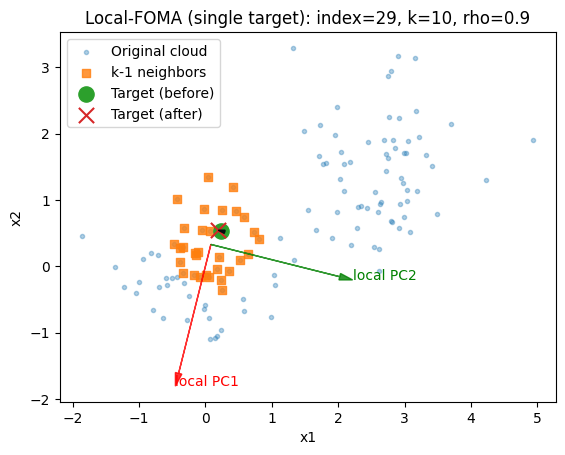 Local-FOMA (single target): index=29, k=10, rho=0.9
Original cloud
k-1 neighbors
Target (before)
Target (after)
local PC2
local PC1
x2
3
2
1
0
−1
−2
−2
−1
0
1
2
3
4
5
x1